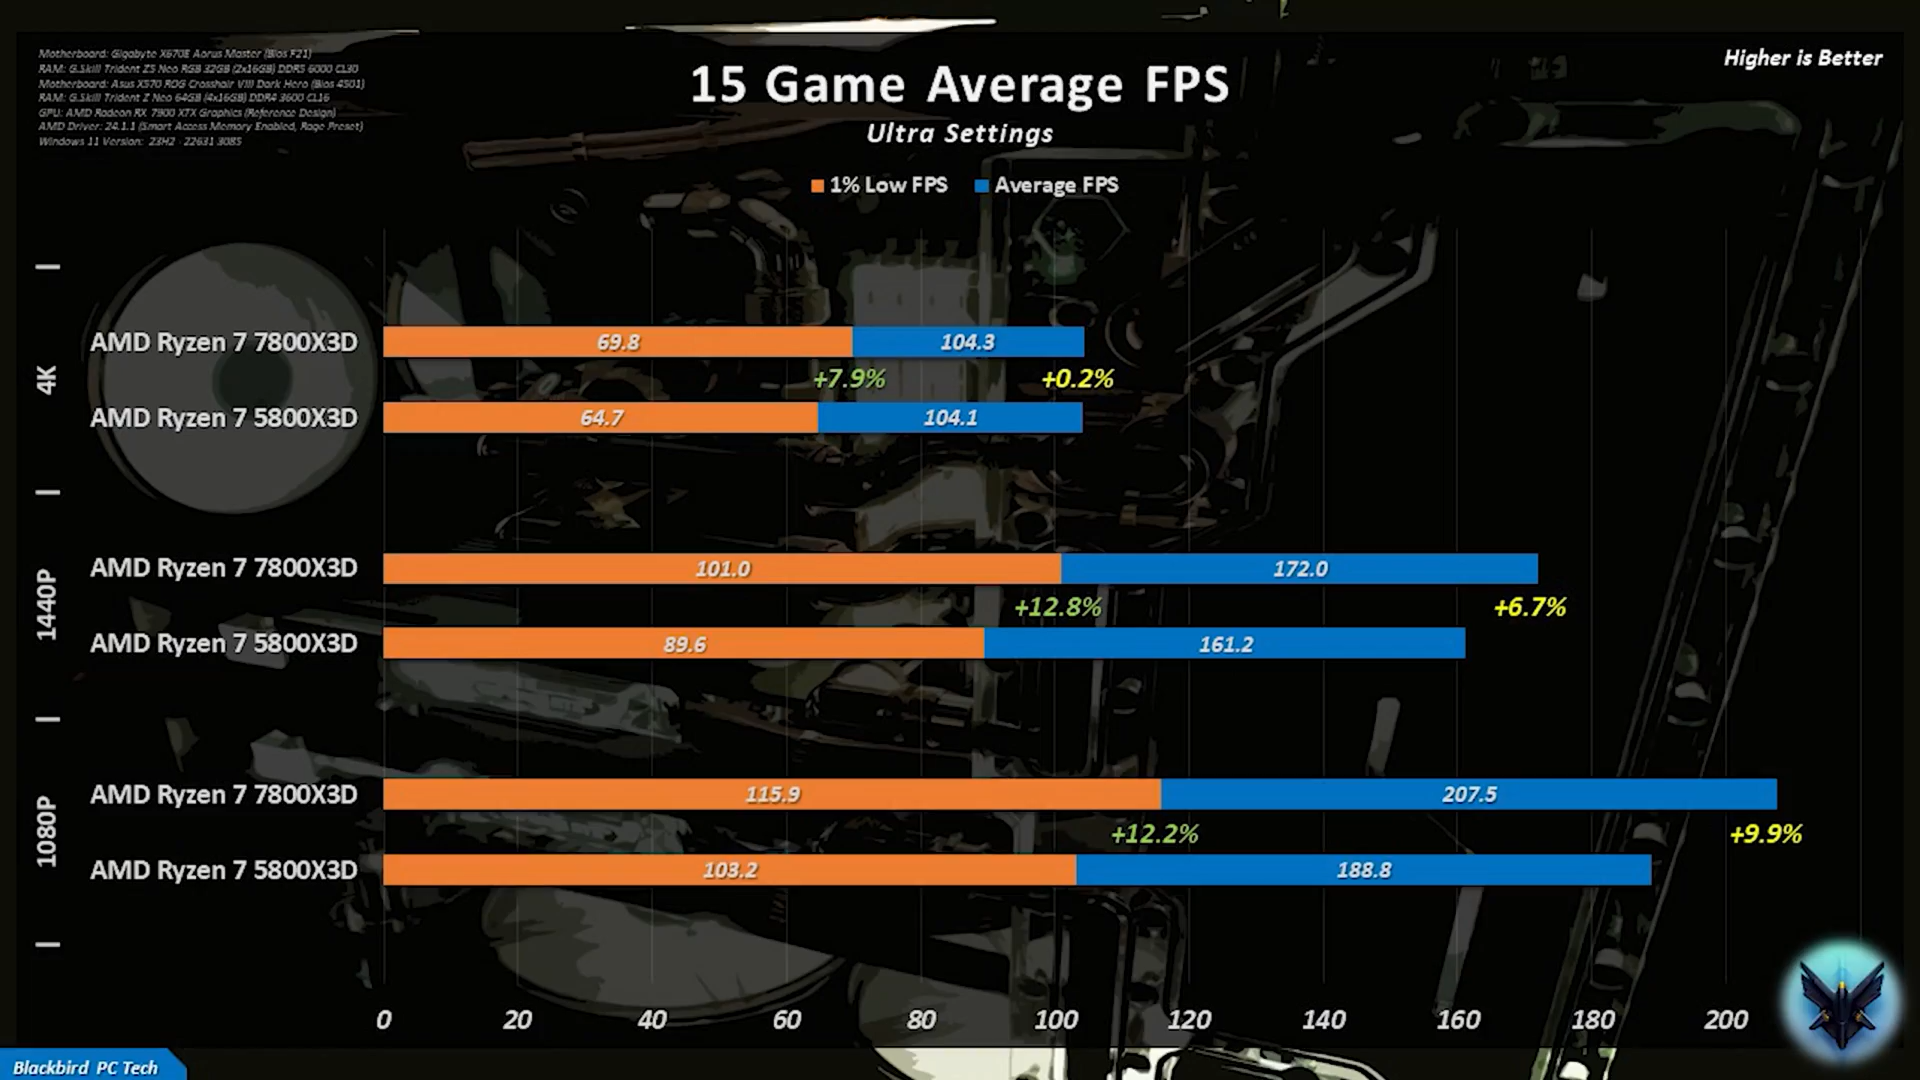 Motherboard: Gigabyte X670E Aorus Master (Bios F21)
RAM: G.Skill Trident Z5 Neo RGB 32GB (2x16GB) DDR5 6000 CL30
Motherboard: Asus X570 ROG Crosshair VIII Dark Hero (Bios 4501)
RAM: G.Skill Trident Z Neo 64GB (4x16GB) DDR4 3600 CL16
GPU: AMD Radeon RX 7900 XTX Graphics (Reference Design)
AMD Driver: 24.1.1 (Smart Access Memory Enabled, Rage Preset)
Windows 11 Version: 23H2 - 22631.3085
15 Game Average FPS
Higher is Better
Ultra Settings
1% Low FPS
Average FPS
4K
AMD Ryzen 7 7800X3D
69.8
104.3
+7.9%
+0.2%
AMD Ryzen 7 5800X3D
64.7
104.1
1440P
AMD Ryzen 7 7800X3D
101.0
172.0
+12.8%
+6.7%
AMD Ryzen 7 5800X3D
89.6
161.2
1080P
AMD Ryzen 7 7800X3D
115.9
207.5
+12.2%
+9.9%
AMD Ryzen 7 5800X3D
103.2
188.8
0 20 40 60 80 100 120 140 160 180 200
Blackbird PC Tech